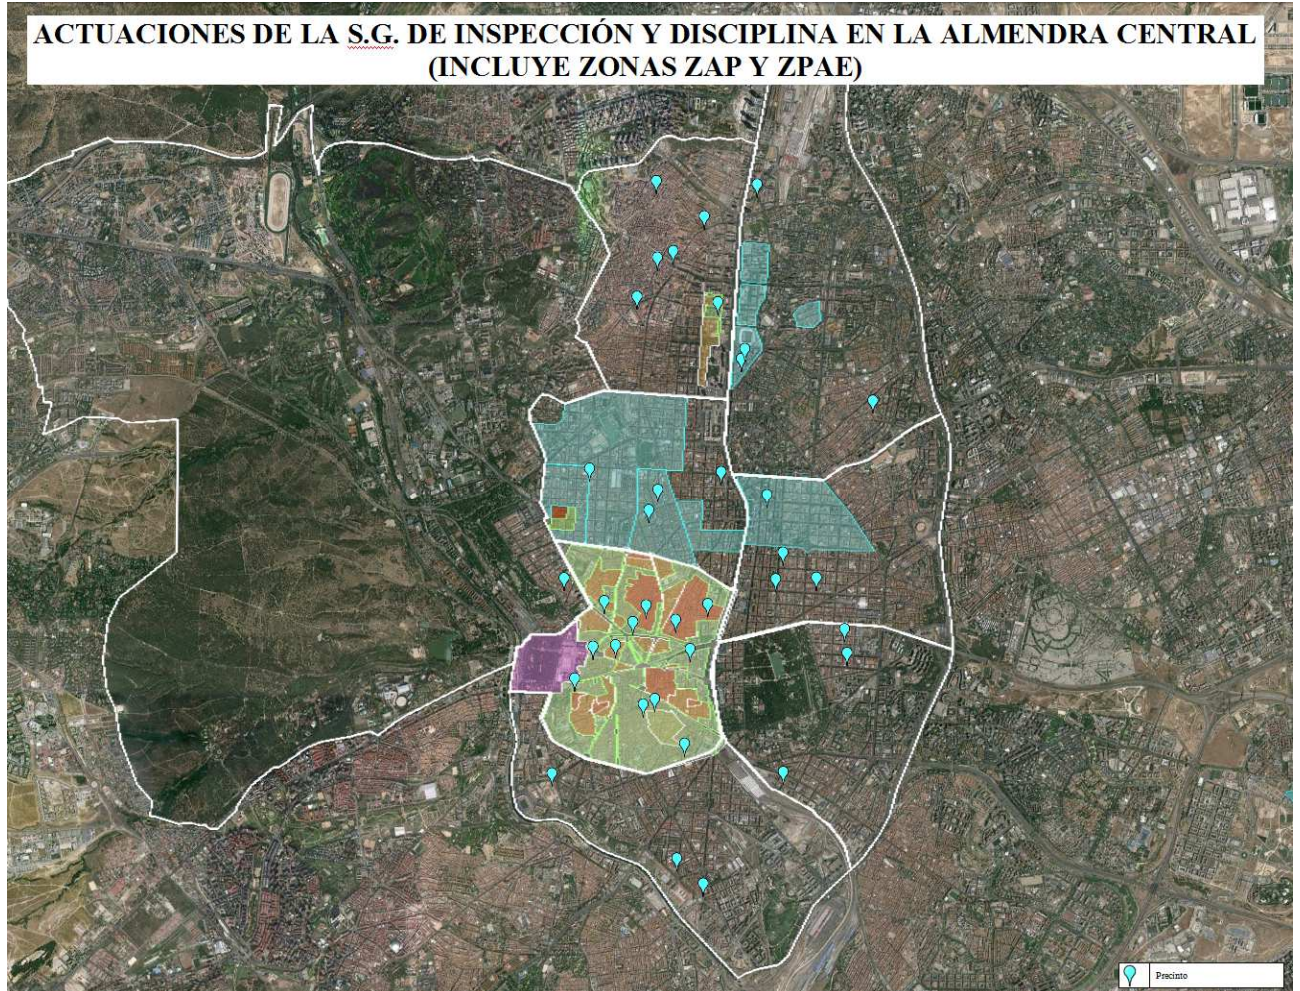 ACTUACIONES DE LA S.G. DE INSPECCIÓN Y DISCIPLINA EN LA ALMENDRA CENTRAL
(INCLUYE ZONAS ZAP Y ZPAE)
Precinto